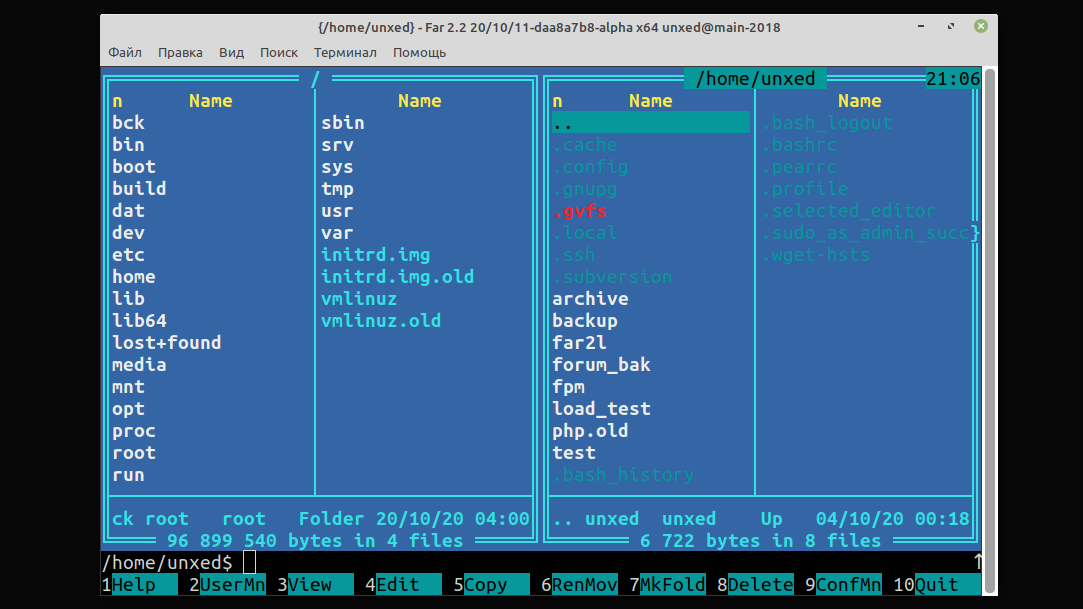 {/home/unxed} - Far 2.2 20/10/11-daa8a7b8-alpha x64 unxed@main-2018
Файл Правка Вид Поиск Терминал Помощь
/ /home/unxed 21:06
n Name Name n Name Name
bck sbin .. .bash_logout
bin srv .cache .bashrc
boot sys .config .pearrc
build tmp .gnupg .profile
dat usr .gvfs .selected_editor
dev var .local .sudo_as_admin_succ}
etc initrd.img .ssh .wget-hsts
home initrd.img.old .subversion
lib vmlinuz archive
lib64 vmlinuz.old backup
lost+found far2l
media forum_bak
mnt fpm
opt load_test
proc php.old
root test
run .bash_history
ck root root Folder 20/10/20 04:00 .. unxed unxed Up 04/10/20 00:18
96 899 540 bytes in 4 files 6 722 bytes in 8 files
/home/unxed$ ↑
1Help 2UserMn 3View 4Edit 5Copy 6RenMov 7MkFold 8Delete 9ConfMn 10Quit